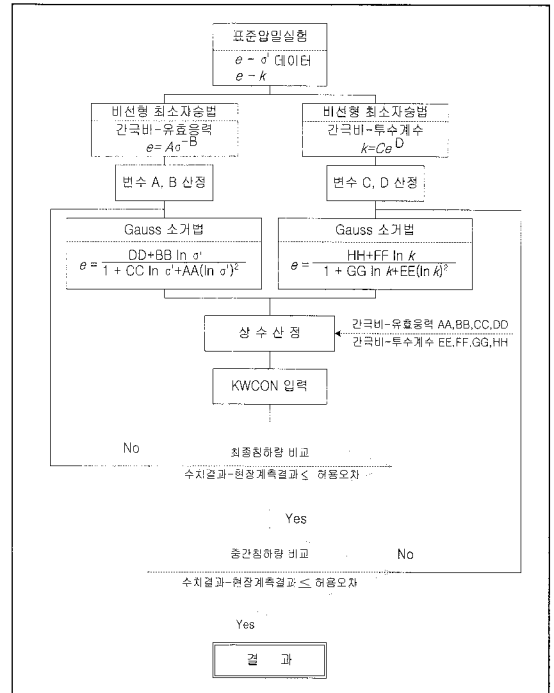 표준압밀실험
e - σ' 데이터
e - k
비선형 최소자승법
간극비-유효응력
e= Aσ^-B
비선형 최소자승법
간극비-투수계수
k=Ce^D
변수 A, B 산정
변수 C, D 산정
Gauss 소거법
e = DD+BB ln σ' / 1 + CC ln σ'+AA(ln σ')^2
Gauss 소거법
e = HH+FF ln k / 1 + GG ln k+EE(ln k)^2
상 수 산 정
간극비-유효응력 AA,BB,CC,DD
간극비-투수계수 EE,FF,GG,HH
KWCON 입력
No
최종침하량 비교
수치결과-현장계측결과≤ 허용오차
Yes
중간침하량 비교
No
수치결과-현장계측결과 ≤ 허용오차
Yes
결 과